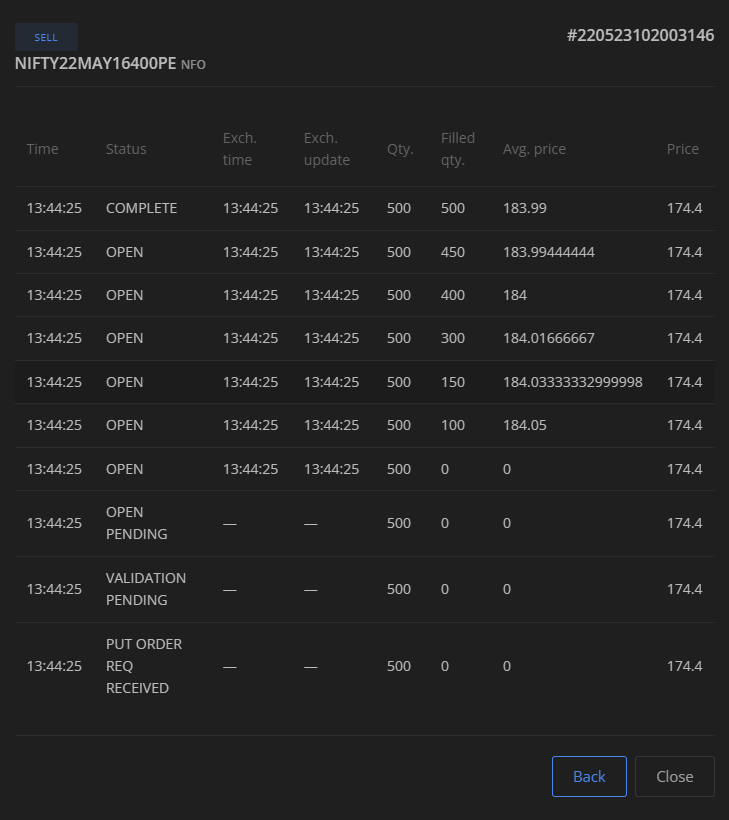 SELL
#220523102003146
NIFTY22MAY16400PE NFO
Time Status Exch. time Exch. update Qty. Filled qty. Avg. price Price
13:44:25 COMPLETE 13:44:25 13:44:25 500 500 183.99 174.4
13:44:25 OPEN 13:44:25 13:44:25 500 450 183.99444444 174.4
13:44:25 OPEN 13:44:25 13:44:25 500 400 184 174.4
13:44:25 OPEN 13:44:25 13:44:25 500 300 184.01666667 174.4
13:44:25 OPEN 13:44:25 13:44:25 500 150 184.03333332999998 174.4
13:44:25 OPEN 13:44:25 13:44:25 500 100 184.05 174.4
13:44:25 OPEN 13:44:25 13:44:25 500 0 0 174.4
13:44:25 OPEN PENDING — — 500 0 0 174.4
13:44:25 VALIDATION PENDING — — 500 0 0 174.4
13:44:25 PUT ORDER REQ RECEIVED — — 500 0 0 174.4
Back Close